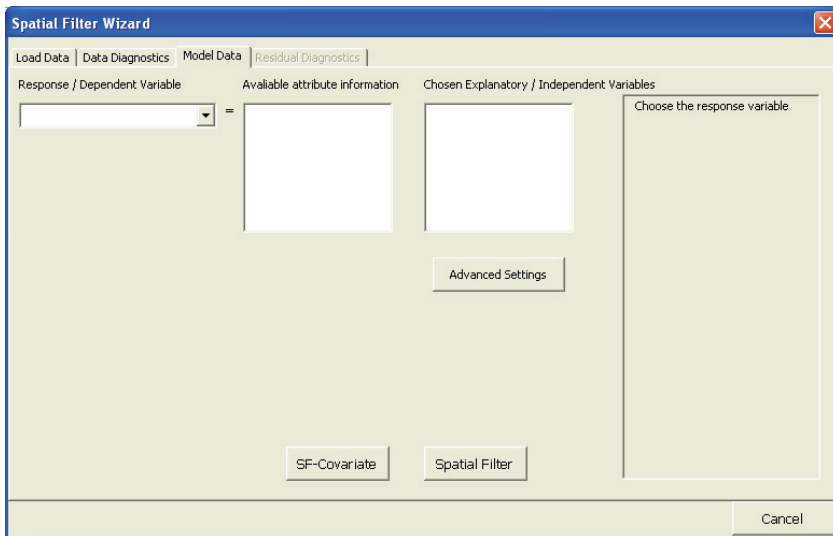 Spatial Filter Wizard
Load Data Data Diagnostics Model Data Residual Diagnostics
Response / Dependent Variable Avaliable attribute information Chosen Explanatory / Independent Variables
=
Choose the response variable
Advanced Settings
SF-Covariate Spatial Filter
Cancel